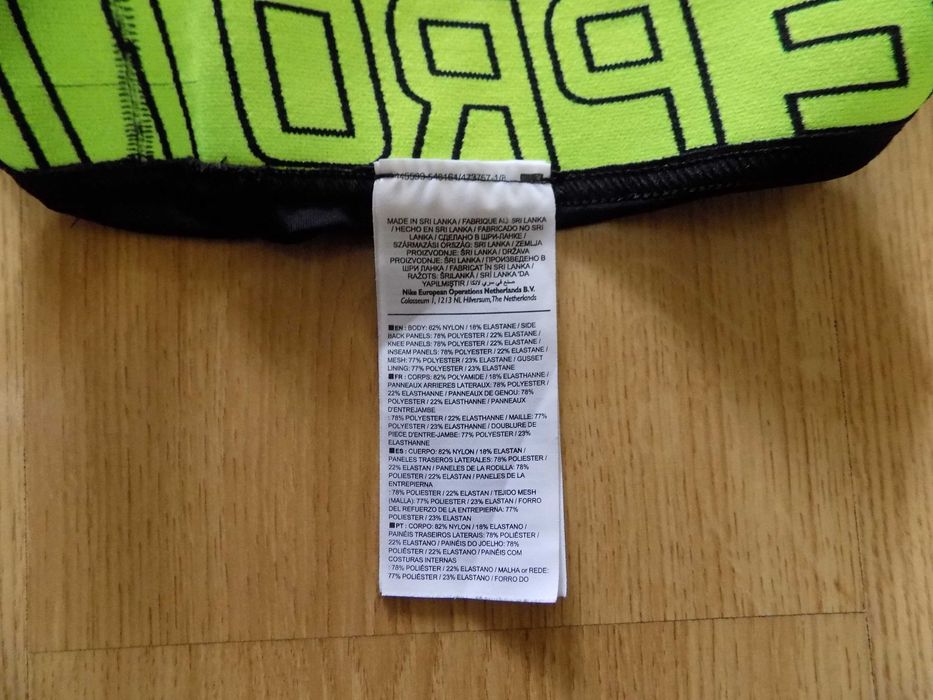 PRO
445593-546164/473757-1/8
MADE IN SRI LANKA / FABRIQUE AU SRI LANKA
/ HECHO EN SRI LANKA / FABRICADO NO SRI
LANKA / СДЕЛАНО В ШРИ-ЛАНКЕ /
SZÁRMAZÁSI ORSZÁG: SRI LANKA / ZEMLJA
PROIZVODNJE: ŠRI LANKA / DRŽAVA
PROIZVODNJE: ŠRI LANKA / ПРОИЗВЕДЕНО В
ШРИ ЛАНКА / FABRICAT ÎN SRI LANKA /
RAŽOTS: ŠRILANKĀ / SRİ LANKA 'DA
YAPILMIŞTIR / صنع في سري لانكا
Nike European Operations Netherlands B.V.
Colosseum 1, 1213 NL Hilversum, The Netherlands
EN : BODY: 82% NYLON / 18% ELASTANE / SIDE
BACK PANELS: 78% POLYESTER / 22% ELASTANE /
KNEE PANELS: 78% POLYESTER / 22% ELASTANE /
INSEAM PANELS: 78% POLYESTER / 22% ELASTANE /
MESH: 77% POLYESTER / 23% ELASTANE / GUSSET
LINING: 77% POLYESTER / 23% ELASTANE
FR : CORPS: 82% POLYAMIDE / 18% ELASTHANNE /
PANNEAUX ARRIERES LATERAUX: 78% POLYESTER /
22% ELASTHANNE / PANNEAUX DE GENOU: 78%
POLYESTER / 22% ELASTHANNE / PANNEAUX
D'ENTREJAMBE
: 78% POLYESTER / 22% ELASTHANNE / MAILLE: 77%
POLYESTER / 23% ELASTHANNE / DOUBLURE DE
PIECE D'ENTRE-JAMBE: 77% POLYESTER / 23%
ELASTHANNE
ES : CUERPO: 82% NYLON / 18% ELASTAN /
PANELES TRASEROS LATERALES: 78% POLIESTER /
22% ELASTAN / PANELES DE LA RODILLA: 78%
POLIESTER / 22% ELASTAN / PANELES DE LA
ENTREPIERNA
: 78% POLIESTER / 22% ELASTAN / TEJIDO MESH
(MALLA): 77% POLIESTER / 23% ELASTAN / FORRO
DEL REFUERZO DE LA ENTREPIERNA: 77%
POLIESTER / 23% ELASTAN
PT : CORPO: 82% NYLON / 18% ELASTANO /
PAINÉIS TRASEIROS LATERAIS: 78% POLIÉSTER /
22% ELASTANO / PAINÉIS DO JOELHO: 78%
POLIÉSTER / 22% ELASTANO / PAINÉIS COM
COSTURAS INTERNAS
: 78% POLIÉSTER / 22% ELASTANO / MALHA or REDE:
77% POLIÉSTER / 23% ELASTANO / FORRO DO